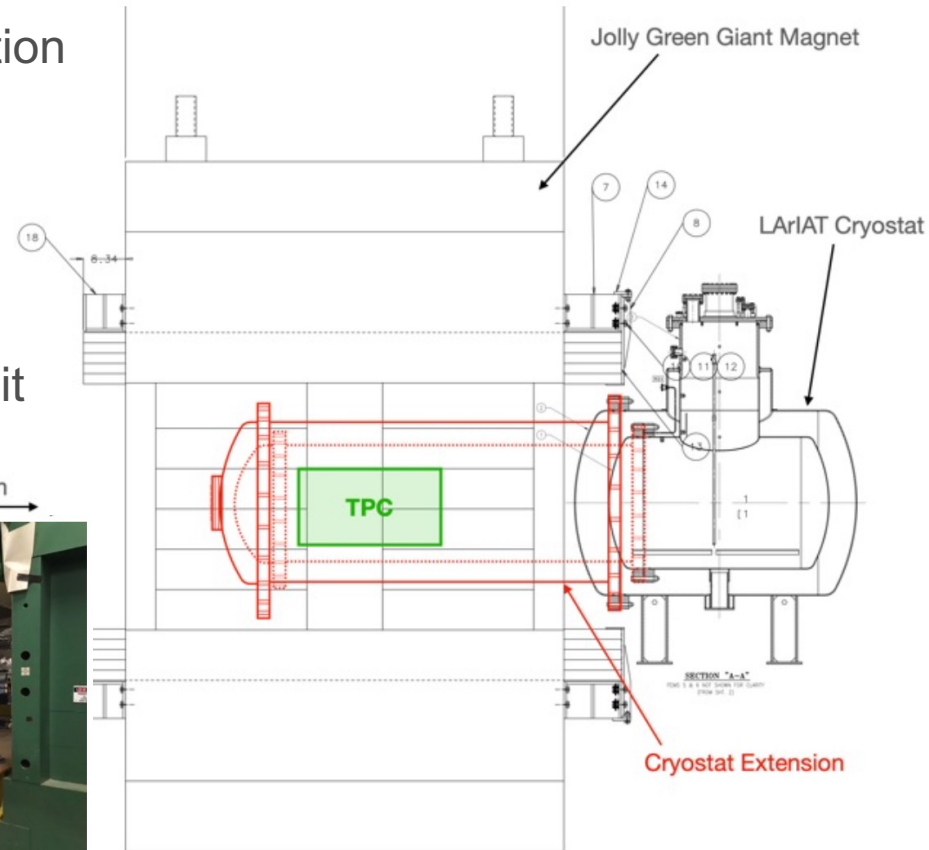 tion
Jolly Green Giant Magnet
7
14
8
18
8.34
LArIAT Cryostat
11
12
13
it
TPC
1
[ 1
n
SECTION "A-A"
Cryostat Extension